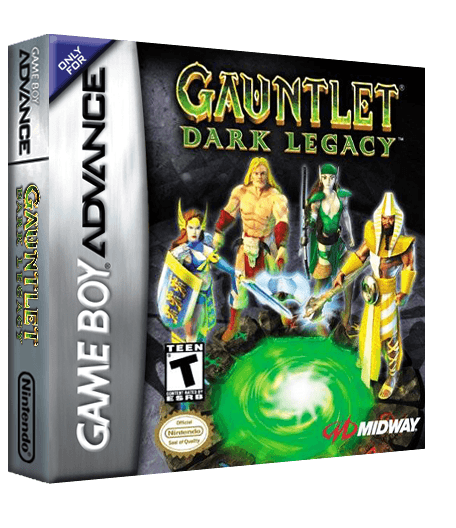 GAME BOY ADVANCE
GAUNTLET
DARK LEGACY
Nintendo®
ONLY
FOR
GAME BOY ADVANCE
GAUNTLET®
DARK LEGACY™
TEEN
T
CONTENT RATED BY
ESRB
Official
Nintendo
Seal of Quality
MIDWAY